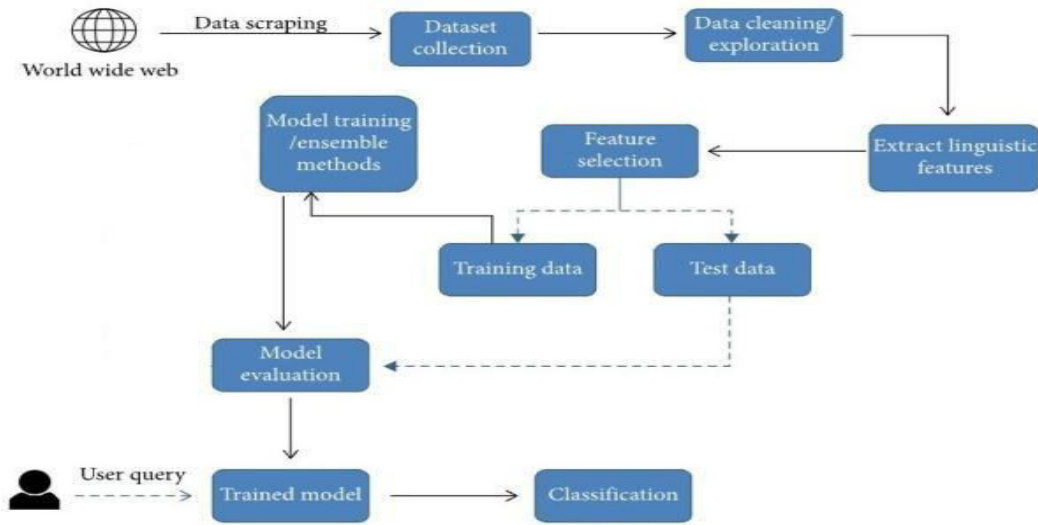 Data scraping
World wide web
Dataset
collection
Data cleaning/
exploration
Model training
/ensemble
methods
Feature
selection
Extract linguistic
features
Training data
Test data
Model
evaluation
User query
Trained model
Classification